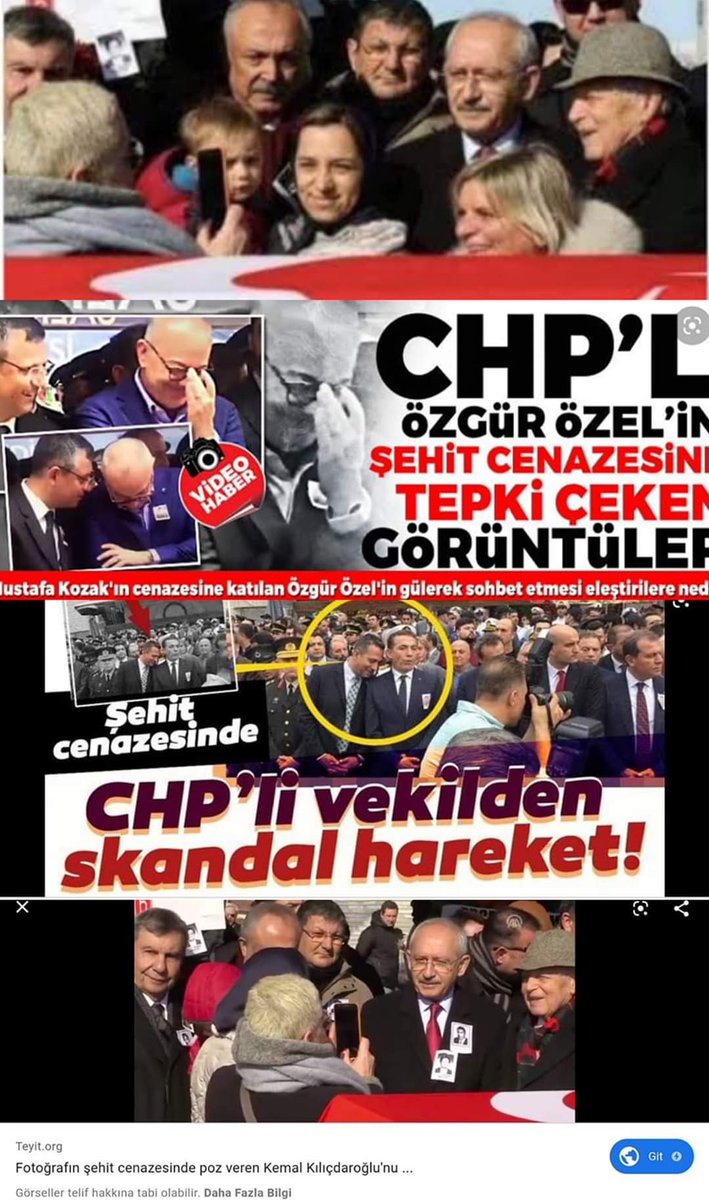 CHP'L
ÖZGÜR ÖZEL'İN
ŞEHİT CENAZESİN
TEPKİ ÇEKEN
GÖRÜNTÜLER
VİDEO
HABER
Mustafa Kozak'ın cenazesine katılan Özgür Özel'in gülerek sohbet etmesi eleştirilere ned
Şehit
cenazesinde
CHP'li vekilden
skandal hareket!
Teyit.org
Fotoğrafın şehit cenazesinde poz veren Kemal Kılıçdaroğlu'nu ...
Git
Görseller telif hakkına tabi olabilir. Daha Fazla Bilgi